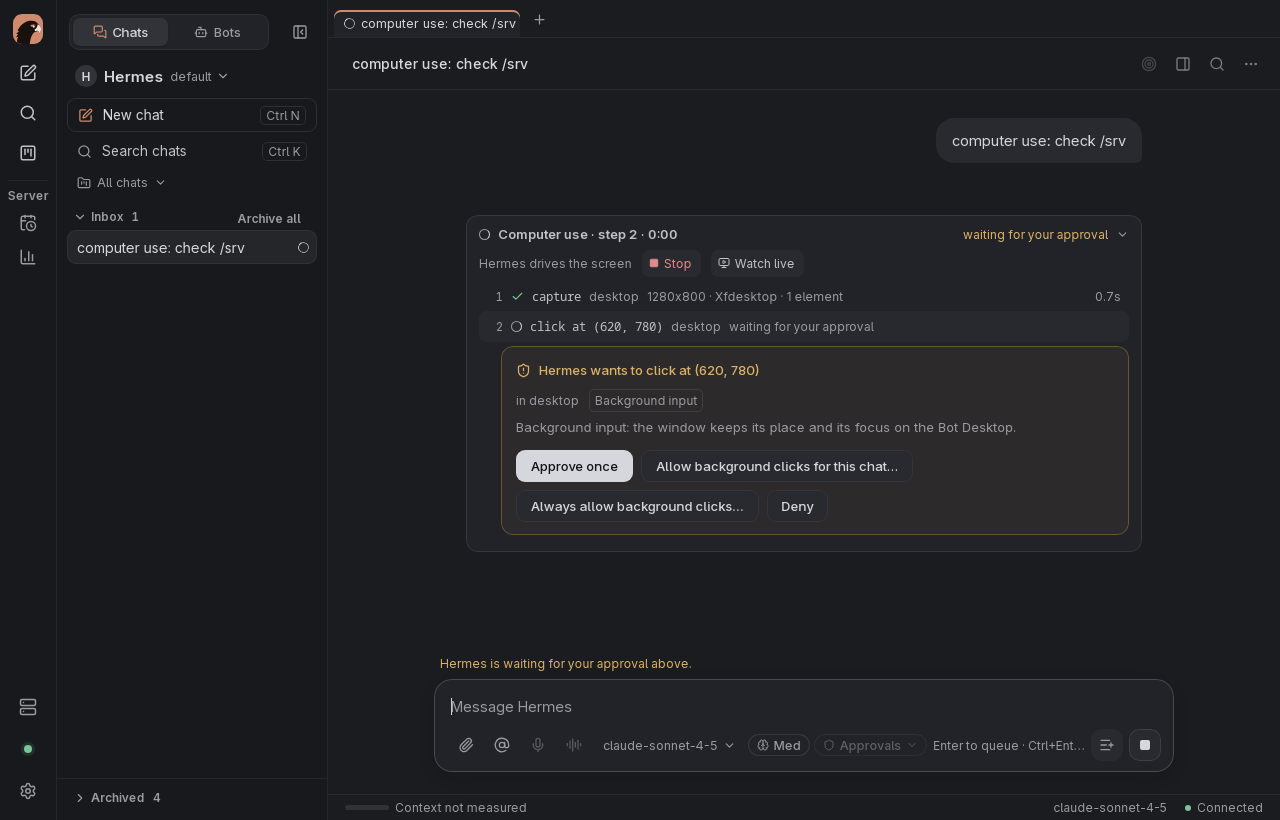 Chats
Bots
H Hermes default
New chat Ctrl N
Search chats Ctrl K
All chats
Server
Inbox 1 Archive all
computer use: check /srv
Archived 4
computer use: check /srv
computer use: check /srv
computer use: check /srv
Computer use · step 2 · 0:00 waiting for your approval
Hermes drives the screen Stop Watch live
1 capture desktop 1280x800 · Xfdesktop · 1 element 0.7s
2 click at (620, 780) desktop waiting for your approval
Hermes wants to click at (620, 780)
in desktop Background input
Background input: the window keeps its place and its focus on the Bot Desktop.
Approve once Allow background clicks for this chat…
Always allow background clicks… Deny
Hermes is waiting for your approval above.
Message Hermes
claude-sonnet-4-5 Med Approvals Enter to queue · Ctrl+Ent…
Context not measured claude-sonnet-4-5 Connected